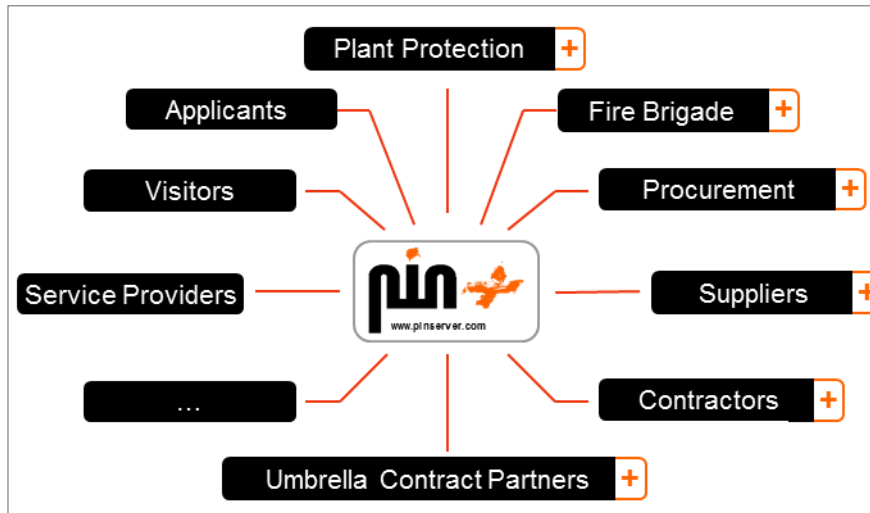 Plant Protection +
Applicants
Fire Brigade +
Visitors
Procurement +
pin
www.pinserver.com
Service Providers
Suppliers +
...
Contractors +
Umbrella Contract Partners +